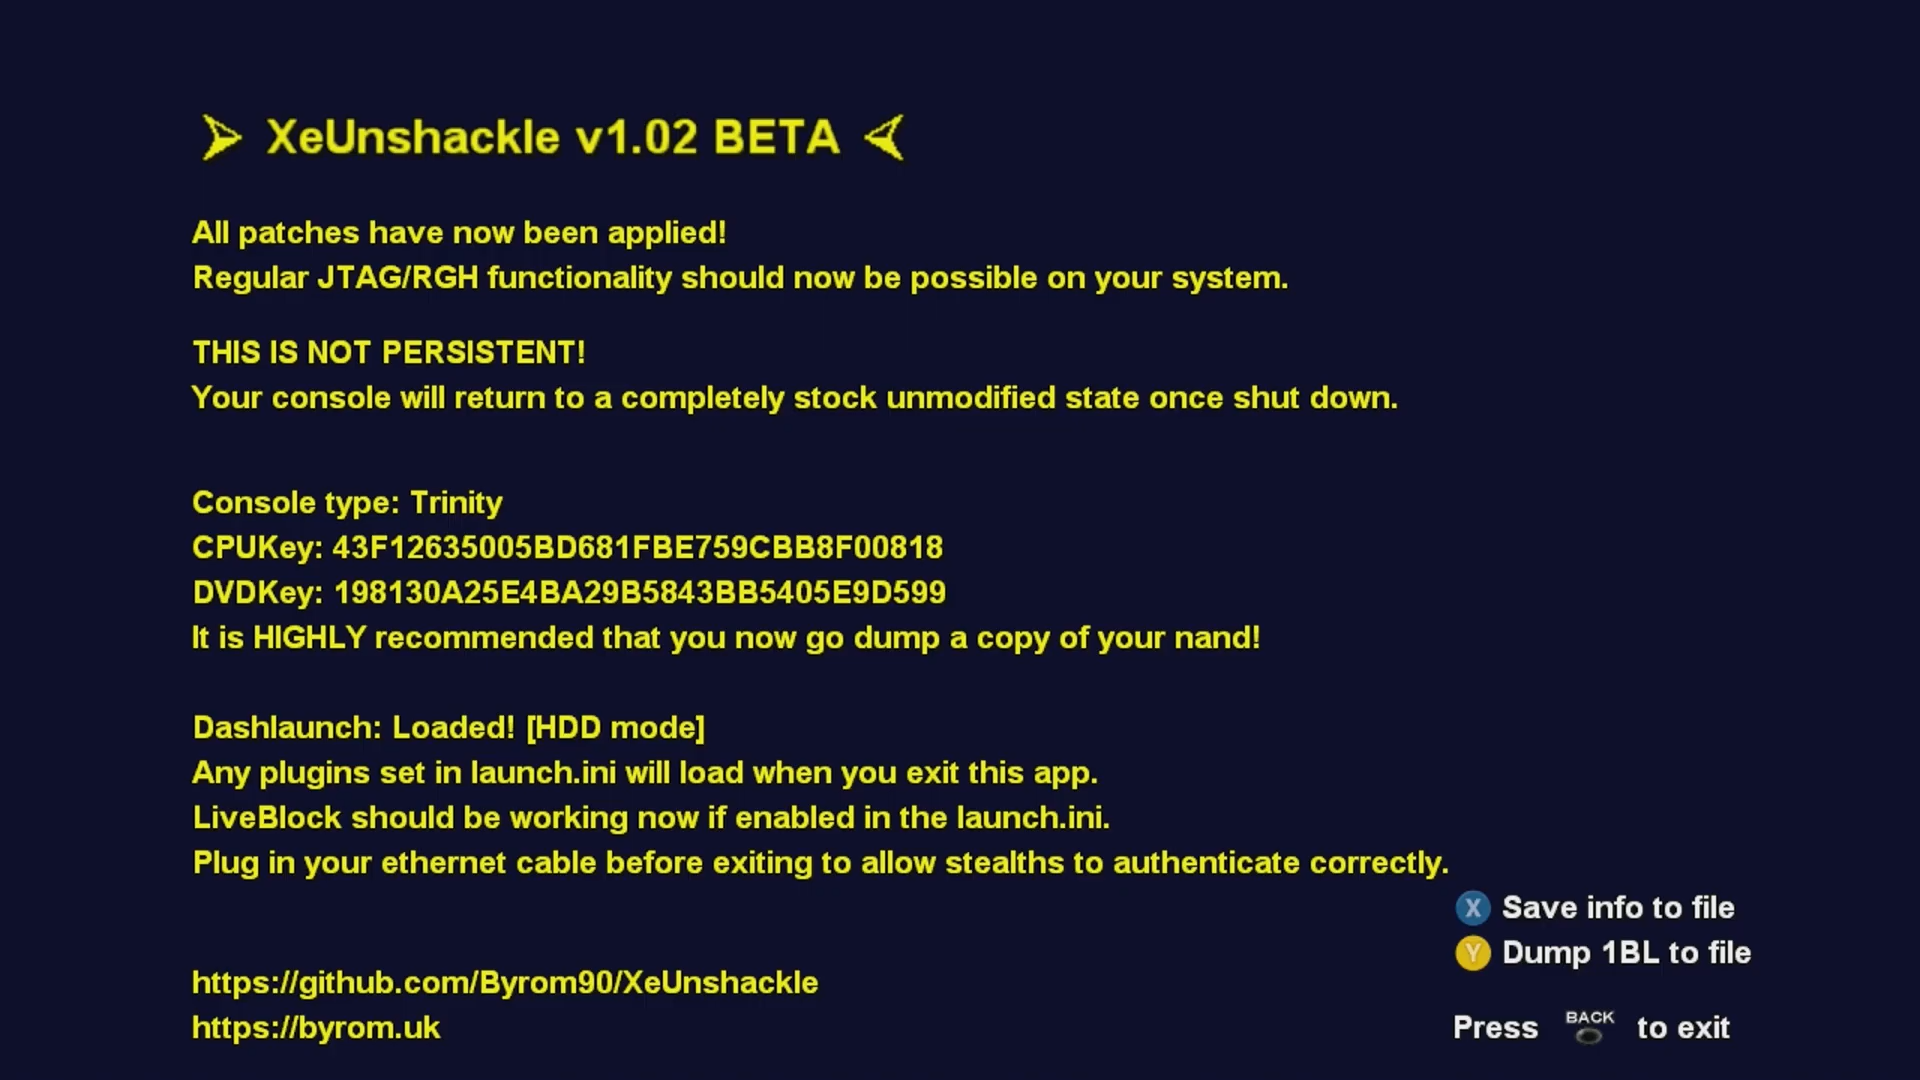 XeUnshackle v1.02 BETA
All patches have now been applied!
Regular JTAG/RGH functionality should now be possible on your system.
THIS IS NOT PERSISTENT!
Your console will return to a completely stock unmodified state once shut down.
Console type: Trinity
CPUKey: 43F12635005BD681FBE759CBB8F00818
DVDKey: 198130A25E4BA29B5843BB5405E9D599
It is HIGHLY recommended that you now go dump a copy of your nand!
Dashlaunch: Loaded! [HDD mode]
Any plugins set in launch.ini will load when you exit this app.
LiveBlock should be working now if enabled in the launch.ini.
Plug in your ethernet cable before exiting to allow stealths to authenticate correctly.
X Save info to file
Y Dump 1BL to file
https://github.com/Byrom90/XeUnshackle
https://byrom.uk
Press BACK to exit